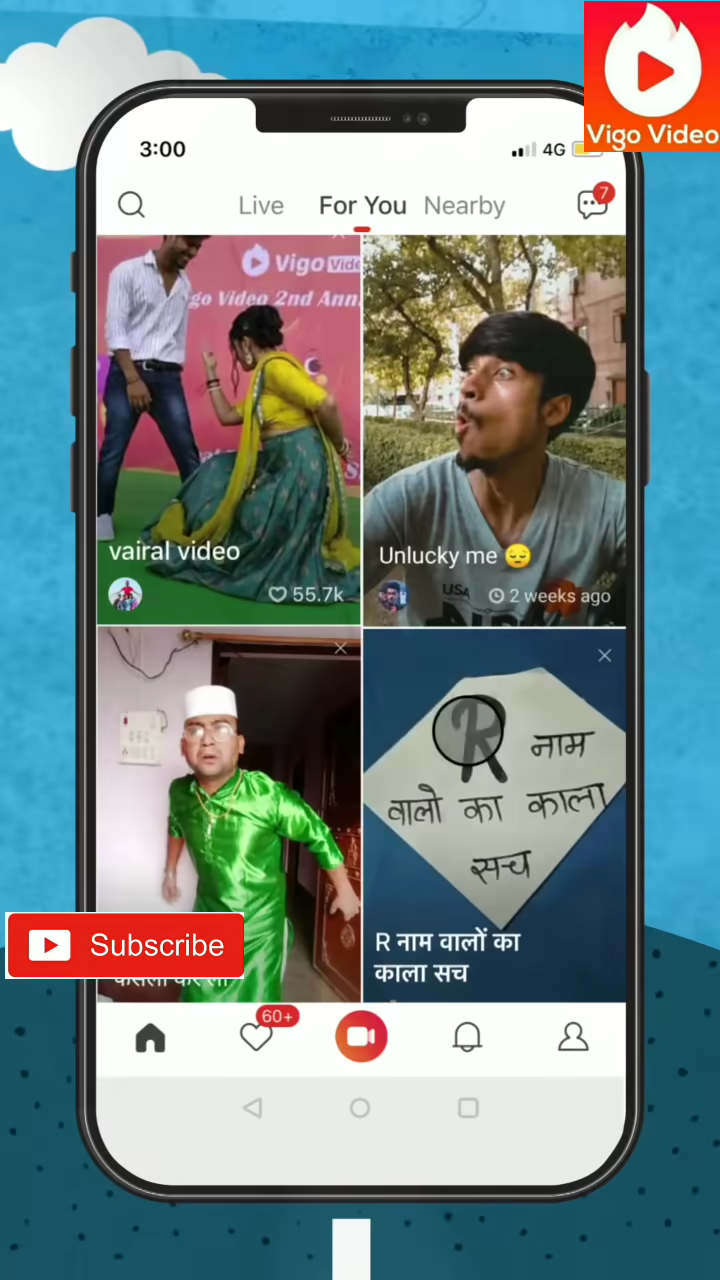 Vigo Video
3:00
4G
7
Live
For You
Nearby
Vigo Vide
go Video 2nd Ann
vairal video
55.7k
USA
Unlucky me 😔
2 weeks ago
R नाम
वालो का काला
सच
R नाम वालों का
काला सच
Subscribe
60+